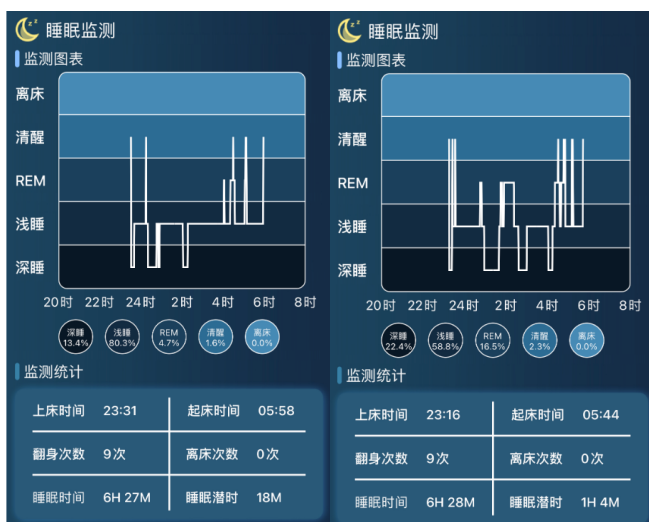 睡眠监测
监测图表
离床
清醒
REM
浅睡
深睡
20时 22时 24时 2时 4时 6时 8时
深睡 13.4% 浅睡 80.3% REM 4.7% 清醒 1.6% 离床 0.0%
监测统计
上床时间 23:31 起床时间 05:58
翻身次数 9次 离床次数 0次
睡眠时间 6H 27M 睡眠潜时 18M
睡眠监测
监测图表
离床
清醒
REM
浅睡
深睡
20时 22时 24时 2时 4时 6时 8时
深睡 22.4% 浅睡 58.8% REM 16.5% 清醒 2.3% 离床 0.0%
监测统计
上床时间 23:16 起床时间 05:44
翻身次数 9次 离床次数 0次
睡眠时间 6H 28M 睡眠潜时 1H 4M